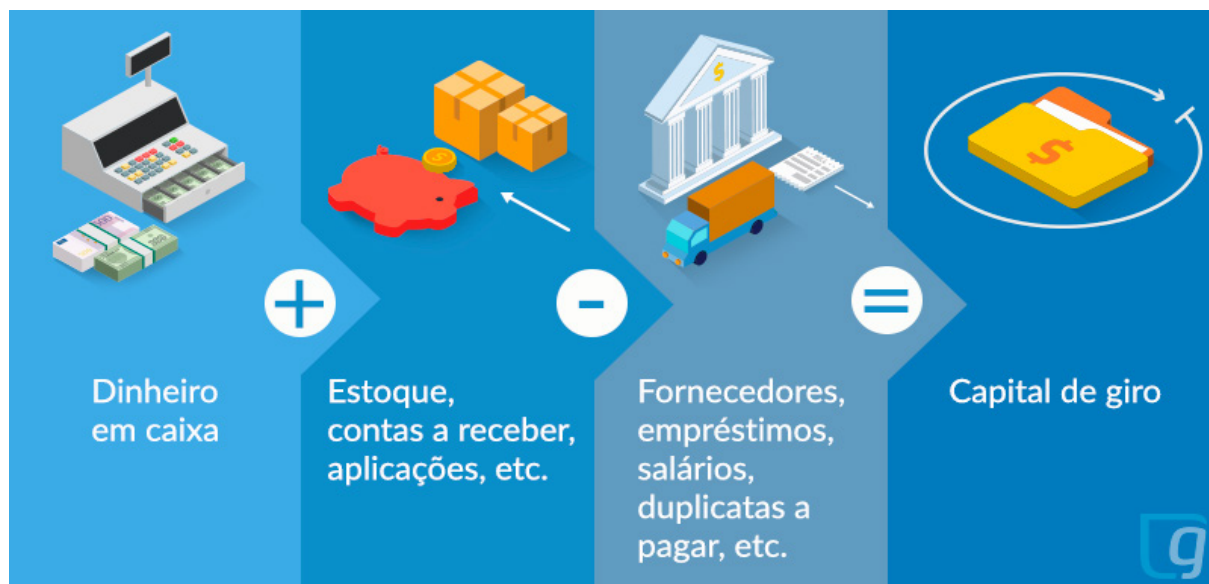 +
-
=
Dinheiro
em caixa
Estoque,
contas a receber,
aplicações, etc.
Fornecedores,
empréstimos,
salários,
duplicatas a
pagar, etc.
Capital de giro
g